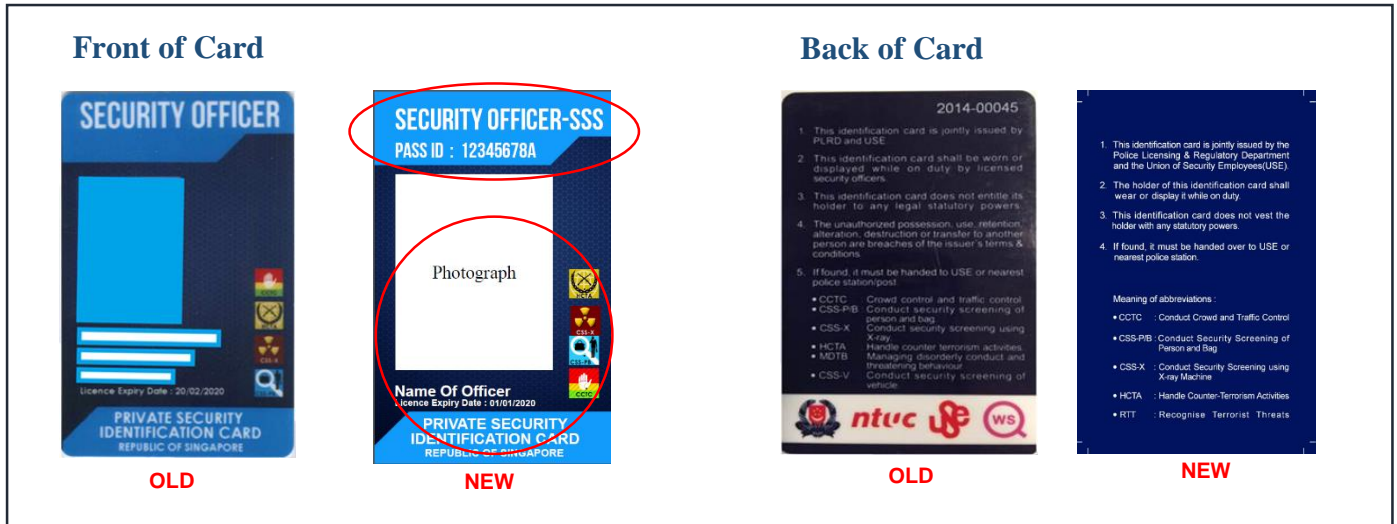 Front of Card
Back of Card
SECURITY OFFICER
CCTC
HCTA
CSS-X
Licence Expiry Date : 20/02/2020
PRIVATE SECURITY
IDENTIFICATION CARD
REPUBLIC OF SINGAPORE
OLD
SECURITY OFFICER-SSS
PASS ID : 12345678A
Photograph
HCTA
CSS-X
CSS-PB
CCTC
Name Of Officer
Licence Expiry Date : 01/01/2020
PRIVATE SECURITY
IDENTIFICATION CARD
REPUBLIC OF SINGAPORE
NEW
2014-00045
1. This identification card is jointly issued by
PLRD and USE
2. This identification card shall be worn or
displayed while on duty by licensed
security officers.
3. This identification card does not entitle its
holder to any legal statutory powers.
4. The unauthorized possession, use, retention,
alteration, destruction or transfer to another
person are breaches of the issuer's terms &
conditions
5. If found, it must be handed to USE or nearest
police station/post.
• CCTC : Crowd control and traffic control
• CSS-P/B : Conduct security screening of
person and bag
• CSS-X : Conduct security screening using
X-ray.
• HCTA : Handle counter terrorism activities.
• MDTB : Managing disorderly conduct and
threatening behaviour
• CSS-V : Conduct security screening of
vehicle
ntuc use ws
OLD
1. This identification card is jointly issued by the
Police Licensing & Regulatory Department
and the Union of Security Employees(USE).
2. The holder of this identification card shall
wear or display it while on duty.
3. This identification card does not vest the
holder with any statutory powers.
4. If found, it must be handed over to USE or
nearest police station.
Meaning of abbreviations :
• CCTC : Conduct Crowd and Traffic Control
• CSS-P/B : Conduct Security Screening of
Person and Bag
• CSS-X : Conduct Security Screening using
X-ray Machine
• HCTA : Handle Counter-Terrorism Activities
• RTT : Recognise Terrorist Threats
NEW